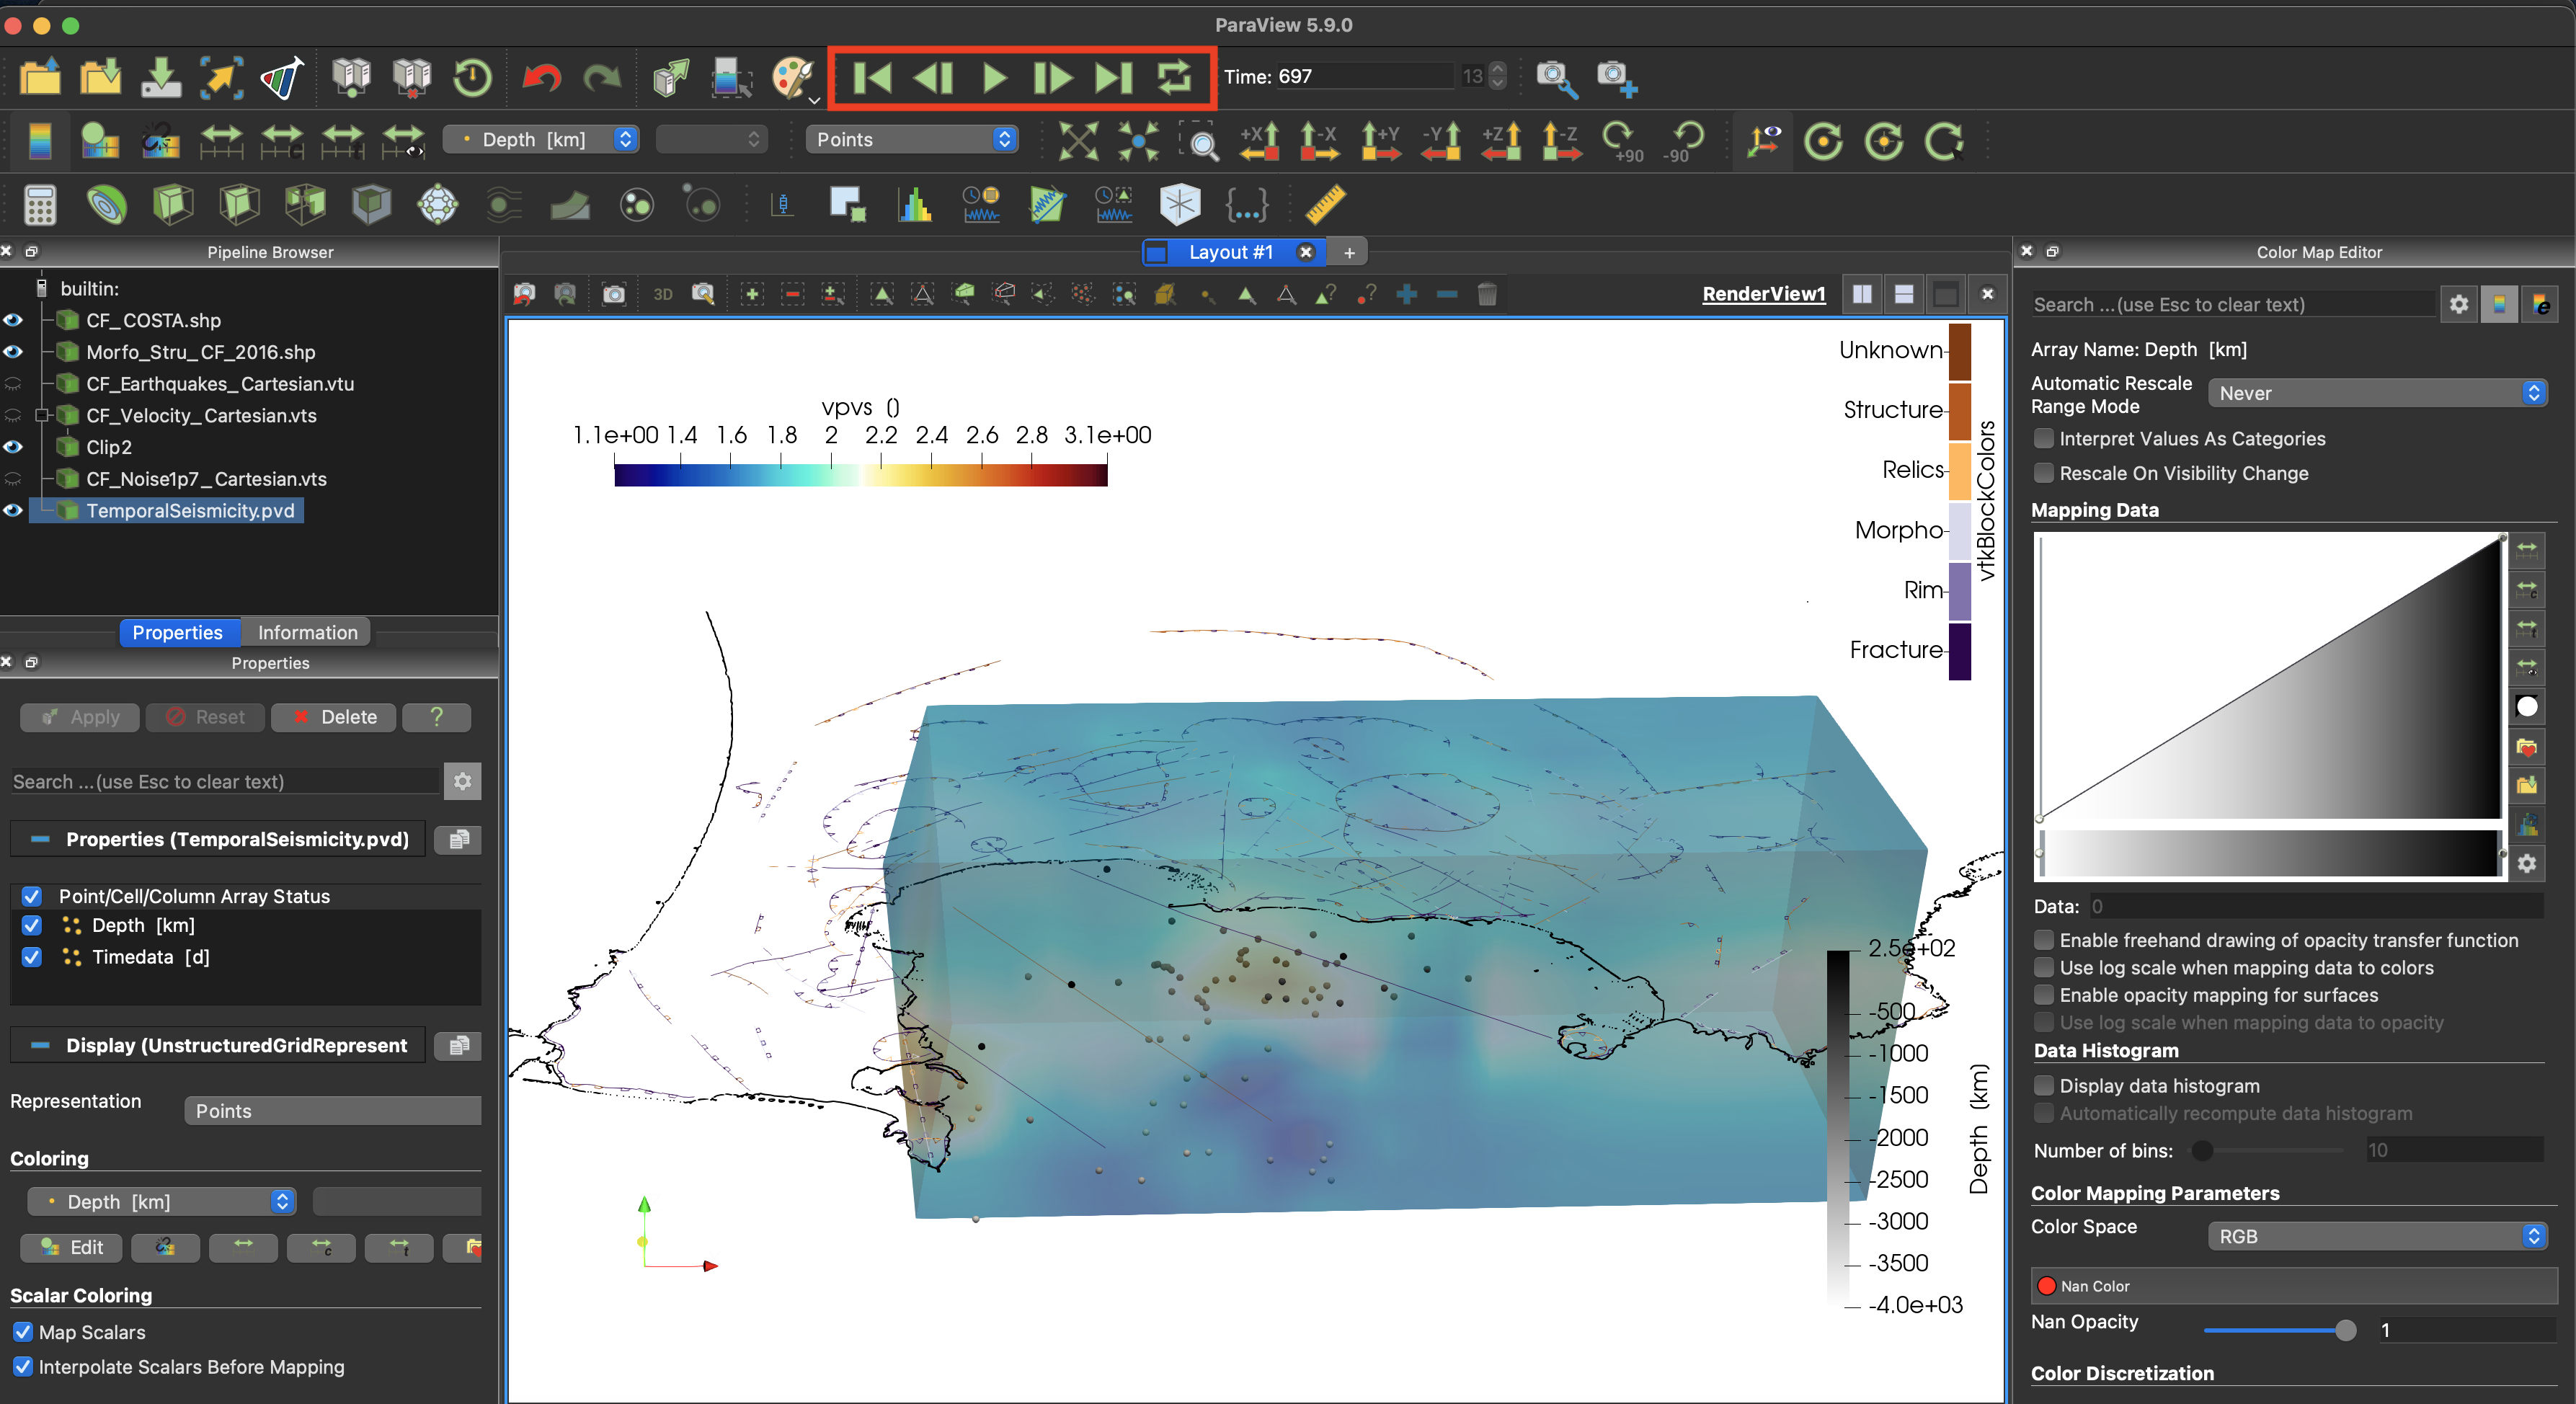 ParaView 5.9.0
Time: 697 13
Depth [km] Points
+X -X +Y -Y +Z -Z +90 -90
Pipeline Browser
builtin:
CF_COSTA.shp
Morfo_Stru_CF_2016.shp
CF_Earthquakes_Cartesian.vtu
CF_Velocity_Cartesian.vts
Clip2
CF_Noise1p7_Cartesian.vts
TemporalSeismicity.pvd
Properties Information
Properties
Apply Reset Delete ?
Search ...(use Esc to clear text)
Properties (TemporalSeismicity.pvd)
Point/Cell/Column Array Status
Depth [km]
Timedata [d]
Display (UnstructuredGridRepresent
Representation Points
Coloring
Depth [km]
Edit
Scalar Coloring
Map Scalars
Interpolate Scalars Before Mapping
Layout #1 +
3D
RenderView1
vpvs ()
1.1e+00 1.4 1.6 1.8 2 2.2 2.4 2.6 2.8 3.1e+00
Unknown
Structure
Relics
Morpho
Rim
Fracture
vtkBlockColors
2.5e+02
-500
-1000
-1500
-2000
-2500
-3000
-3500
-4.0e+03
Depth (km)
Color Map Editor
Search ...(use Esc to clear text)
Array Name: Depth [km]
Automatic Rescale
Range Mode Never
Interpret Values As Categories
Rescale On Visibility Change
Mapping Data
Data: 0
Enable freehand drawing of opacity transfer function
Use log scale when mapping data to colors
Enable opacity mapping for surfaces
Use log scale when mapping data to opacity
Data Histogram
Display data histogram
Automatically recompute data histogram
Number of bins: 10
Color Mapping Parameters
Color Space RGB
Nan Color
Nan Opacity 1
Color Discretization